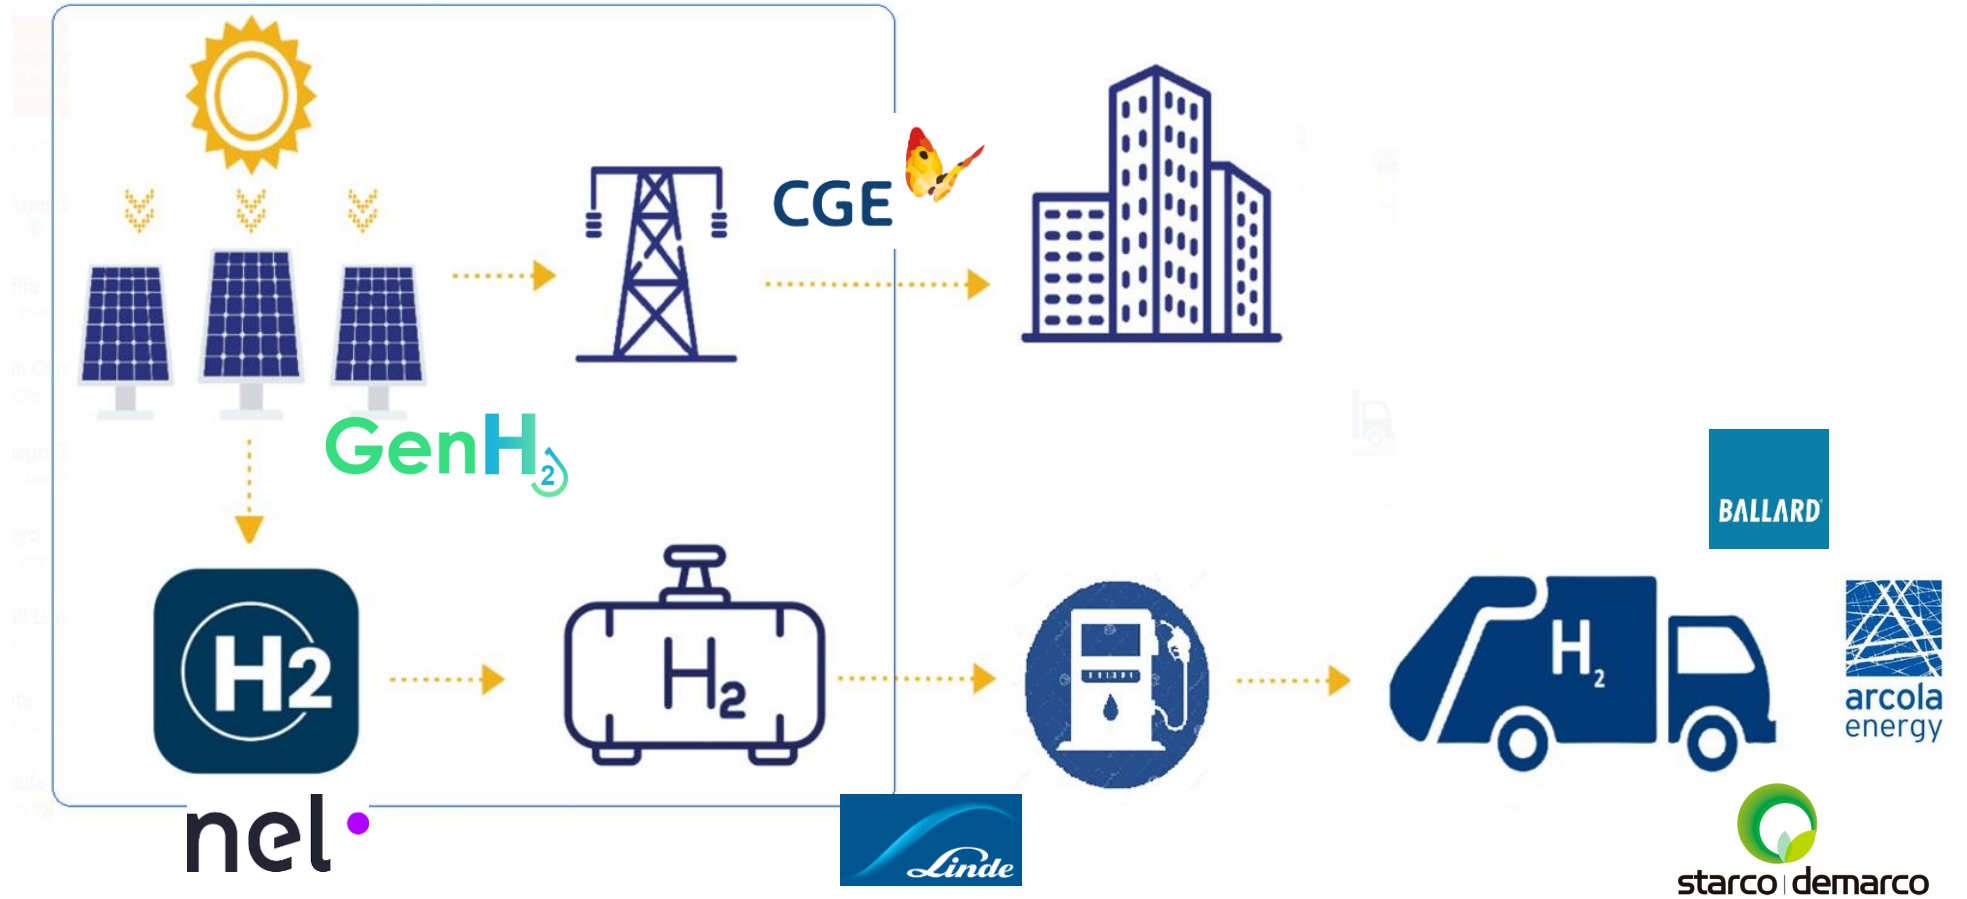 CGE
GenH2
BALLARD
H2
H2
H2
arcola
energy
nel
Linde
starco demarco